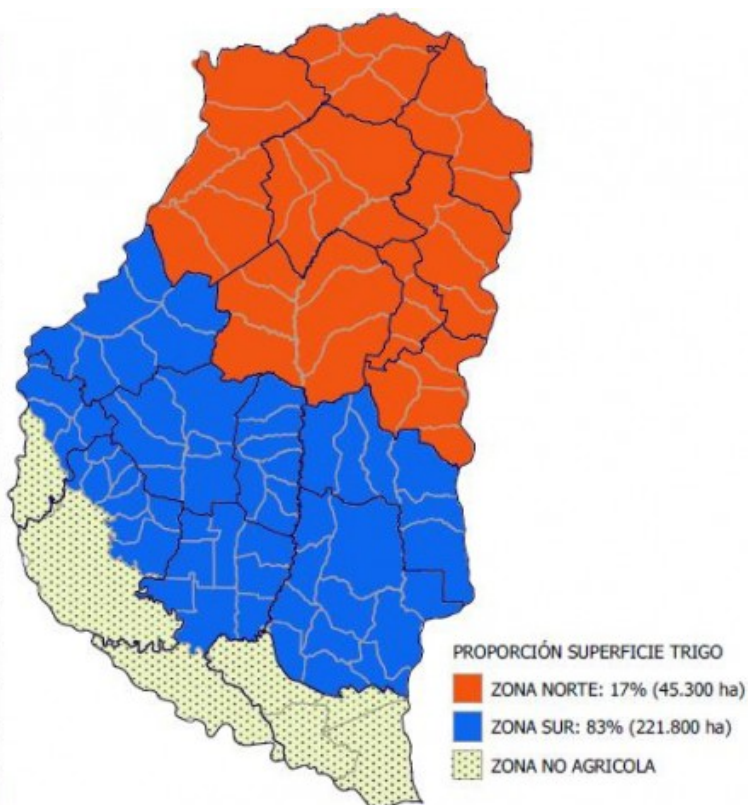 PROPORCIÓN SUPERFICIE TRIGO
ZONA NORTE: 17% (45.300 ha)
ZONA SUR: 83% (221.800 ha)
ZONA NO AGRICOLA